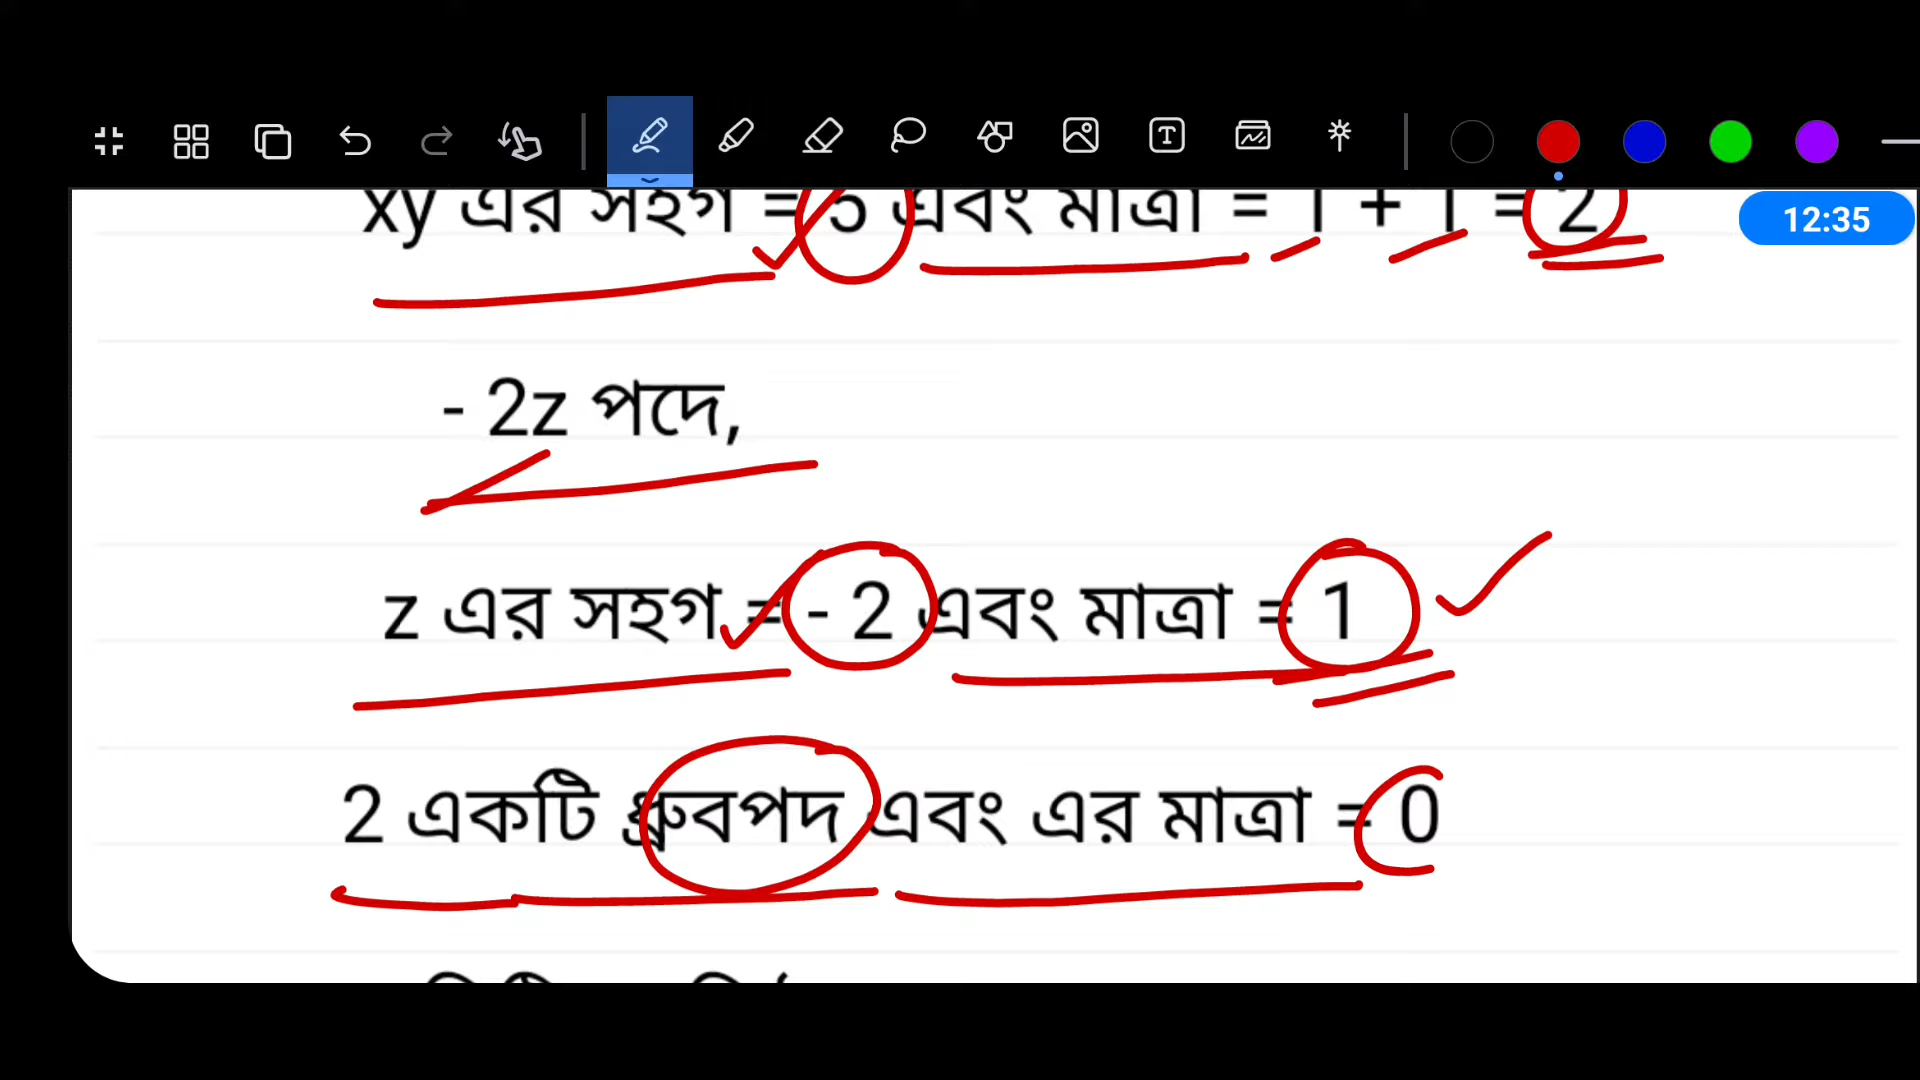 xy এর সহগ = 5 এবং মাত্রা = 1 + 1 = 2
12:35
- 2z পদে,
z এর সহগ = - 2 এবং মাত্রা = 1
2 একটি ধ্রুবপদ এবং এর মাত্রা = 0